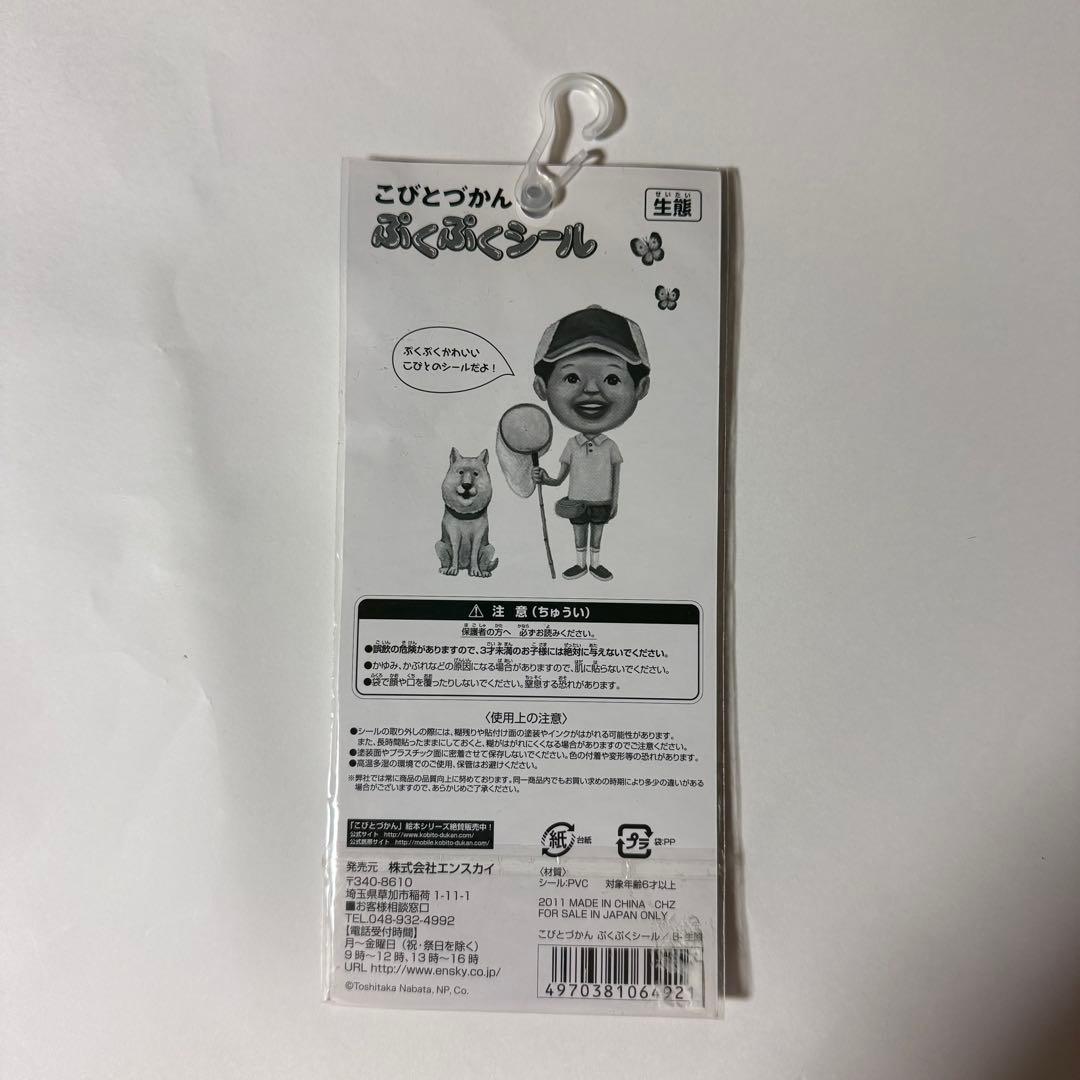 こびとづかん
ぷくぷくシール
せいたい
生態
ぷくぷくかわいい
こびとのシールだよ！
⚠ 注 意（ちゅうい）
保護者の方へ 必ずお読みください。
●誤飲の危険がありますので、3才未満のお子様には絶対に与えないでください。
●かゆみ、かぶれなどの原因になる場合がありますので、肌に貼らないでください。
●袋で顔や口を覆ったりしないでください。窒息する恐れがあります。
〈使用上の注意〉
●シールの取り外しの際には、糊残りや貼付け面の塗装やインクがはがれる可能性があります。
また、長時間貼ったままにしておくと、糊がはがれにくくなる場合がありますのでご注意ください。
●塗装面やプラスチック面に密着させて保存しないでください。色の付着や変形等の恐れがあります。
●高温多湿の環境でのご使用、保管はお避けください。
※弊社では常に商品の品質向上に努めております。同一商品内でもお買い求めの時期により多少の違いがある
場合がございますので、あらかじめご了承ください。
「こびとづかん」絵本シリーズ絶賛販売中！
公式サイト http://www.kobito-dukan.com/
公式携帯サイト http://mobile.kobito-dukan.com/
紙 台紙
プラ 袋:PP
発売元 株式会社エンスカイ
〒340-8610
埼玉県草加市稲荷 1-11-1
■お客様相談窓口
TEL.048-932-4992
【電話受付時間】
月～金曜日（祝・祭日を除く）
9時～12時,13時～16時
URL http://www.ensky.co.jp/
©Toshitaka Nabata, NP, Co.
〈材質〉
シール:PVC 対象年齢6才以上
2011 MADE IN CHINA CHZ
FOR SALE IN JAPAN ONLY
こびとづかん ぷくぷくシール / B- 生態
4970381064921